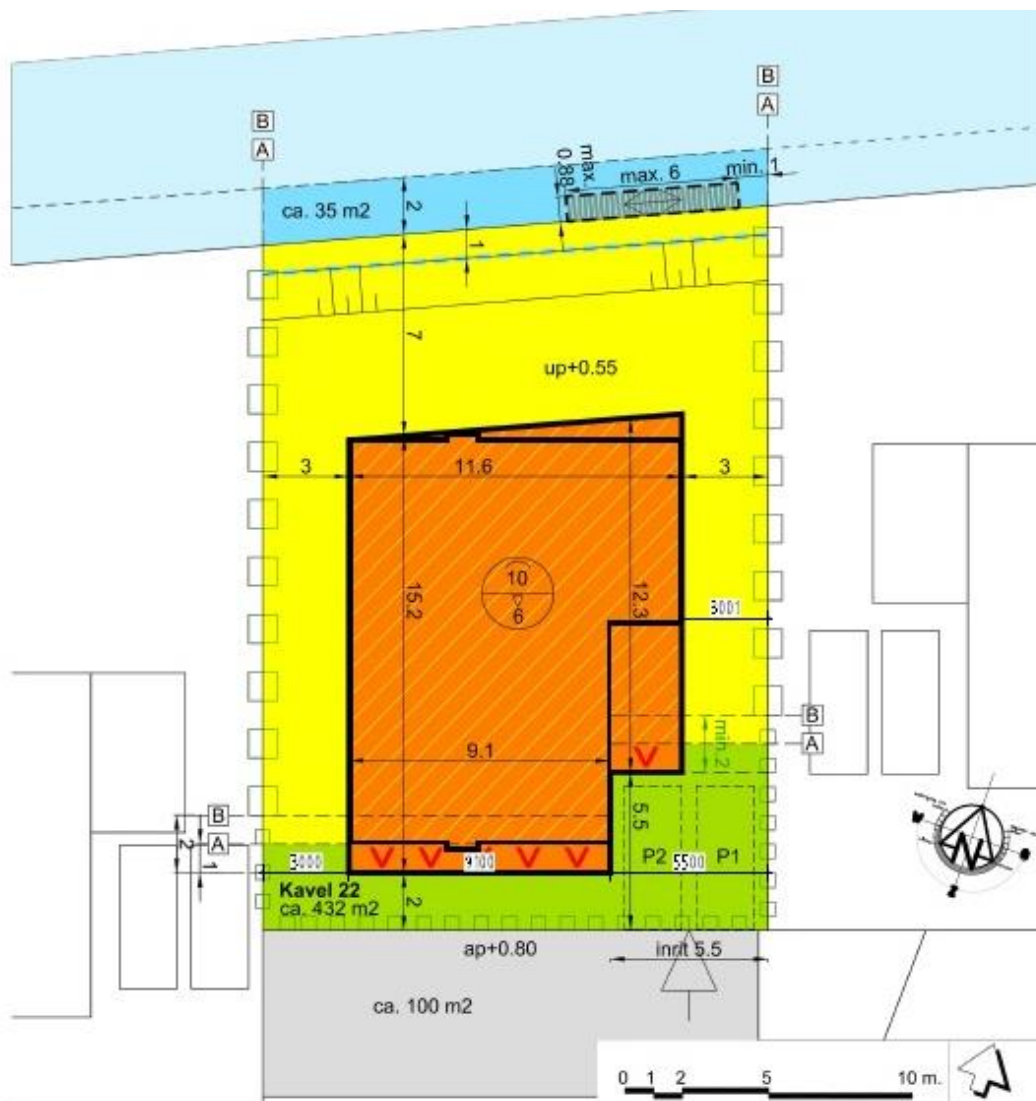 B
A
B
A
max
0.88
max. 6
min. 1
ca. 35 m2
2
1
7
up+0.55
3
11.6
3
10
6
15.2
12.3
9.1
B
A
min.2
B
A
2
1
3000
9100
5500
5.5
P2
P1
Kavel 22
ca. 432 m2
2
ap+0.80
inrit 5.5
ca. 100 m2
0 1 2 5 10 m.